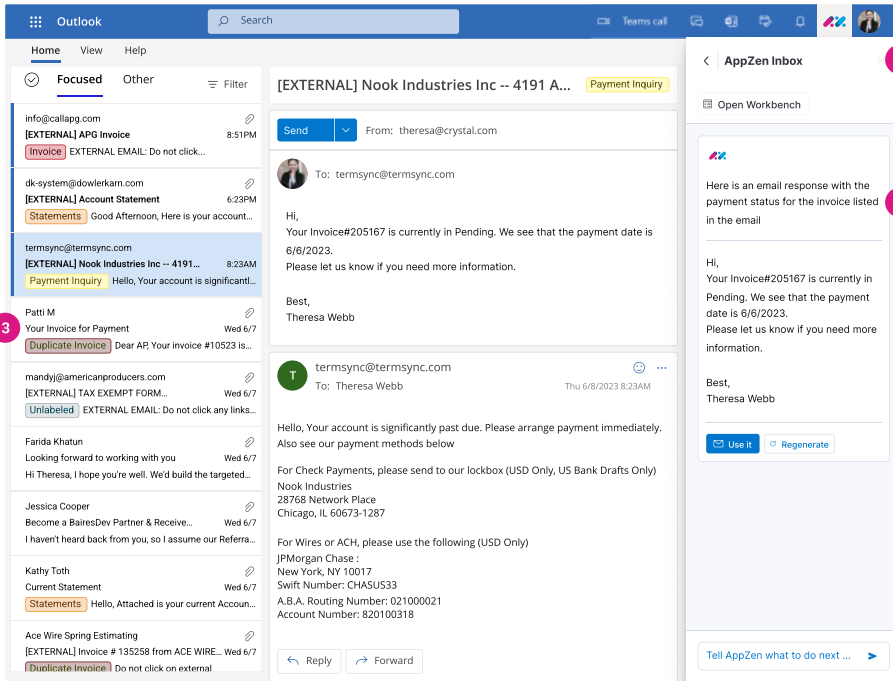 Outlook
Search
Teams call
Home View Help
Focused Other Filter
info@callapg.com
[EXTERNAL] APG Invoice 8:51PM
Invoice EXTERNAL EMAIL: Do not click...
dk-system@dowlerkarn.com
[EXTERNAL] Account Statement 6:23PM
Statements Good Afternoon, Here is your account...
termsync@termsync.com
[EXTERNAL] Nook Industries Inc -- 4191... 8:23AM
Payment Inquiry Hello, Your account is significantl...
3
Patti M
Your Invoice for Payment Wed 6/7
Duplicate Invoice Dear AP, Your invoice #10523 is...
mandyj@americanproducers.com
[EXTERNAL] TAX EXEMPT FORM... Wed 6/7
Unlabeled EXTERNAL EMAIL: Do not click any links...
Farida Khatun
Looking forward to working with you Wed 6/7
Hi Theresa, I hope you're well. We'd build the targeted...
Jessica Cooper
Become a BairesDev Partner & Receive... Wed 6/7
I haven't heard back from you, so I assume our Referra...
Kathy Toth
Current Statement Wed 6/7
Statements Hello, Attached is your current Accoun...
Ace Wire Spring Estimating
[EXTERNAL] Invoice # 135258 from ACE WIRE... Wed 6/7
Duplicate Invoice Do not click on external
[EXTERNAL] Nook Industries Inc -- 4191 A... Payment Inquiry
Send From: theresa@crystal.com
To: termsync@termsync.com
Hi,
Your Invoice#205167 is currently in Pending. We see that the payment date is
6/6/2023.
Please let us know if you need more information.
Best,
Theresa Webb
T
termsync@termsync.com
To: Theresa Webb Thu 6/8/2023 8:23AM
Hello, Your account is significantly past due. Please arrange payment immediately.
Also see our payment methods below
For Check Payments, please send to our lockbox (USD Only, US Bank Drafts Only)
Nook Industries
28768 Network Place
Chicago, IL 60673-1287
For Wires or ACH, please use the following (USD Only)
JPMorgan Chase :
New York, NY 10017
Swift Number: CHASUS33
A.B.A. Routing Number: 021000021
Account Number: 820100318
Reply Forward
AppZen Inbox
Open Workbench
Here is an email response with the
payment status for the invoice listed
in the email
Hi,
Your Invoice#205167 is currently in
Pending. We see that the payment
date is 6/6/2023.
Please let us know if you need more
information.
Best,
Theresa Webb
Use it Regenerate
Tell AppZen what to do next ...